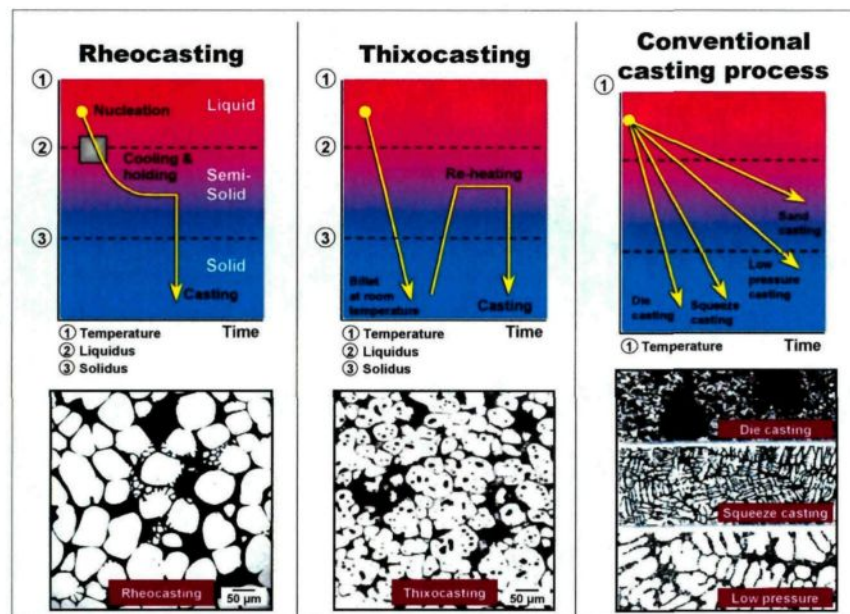 Rheocasting
①
Nucleation
Liquid
②
Cooling &
holding
Semi-
Solid
③
Solid
Casting
① Temperature
Time
② Liquidus
③ Solidus
Rheocasting
50 µm
Thixocasting
①
②
Re-heating
③
Billet
at room
temperature
Casting
① Temperature
Time
② Liquidus
③ Solidus
Thixocasting
50 µm
Conventional
casting process
①
Sand
casting
Low
pressure
casting
Die
casting
Squeeze
casting
① Temperature
Time
Die casting
Squeeze casting
Low pressure